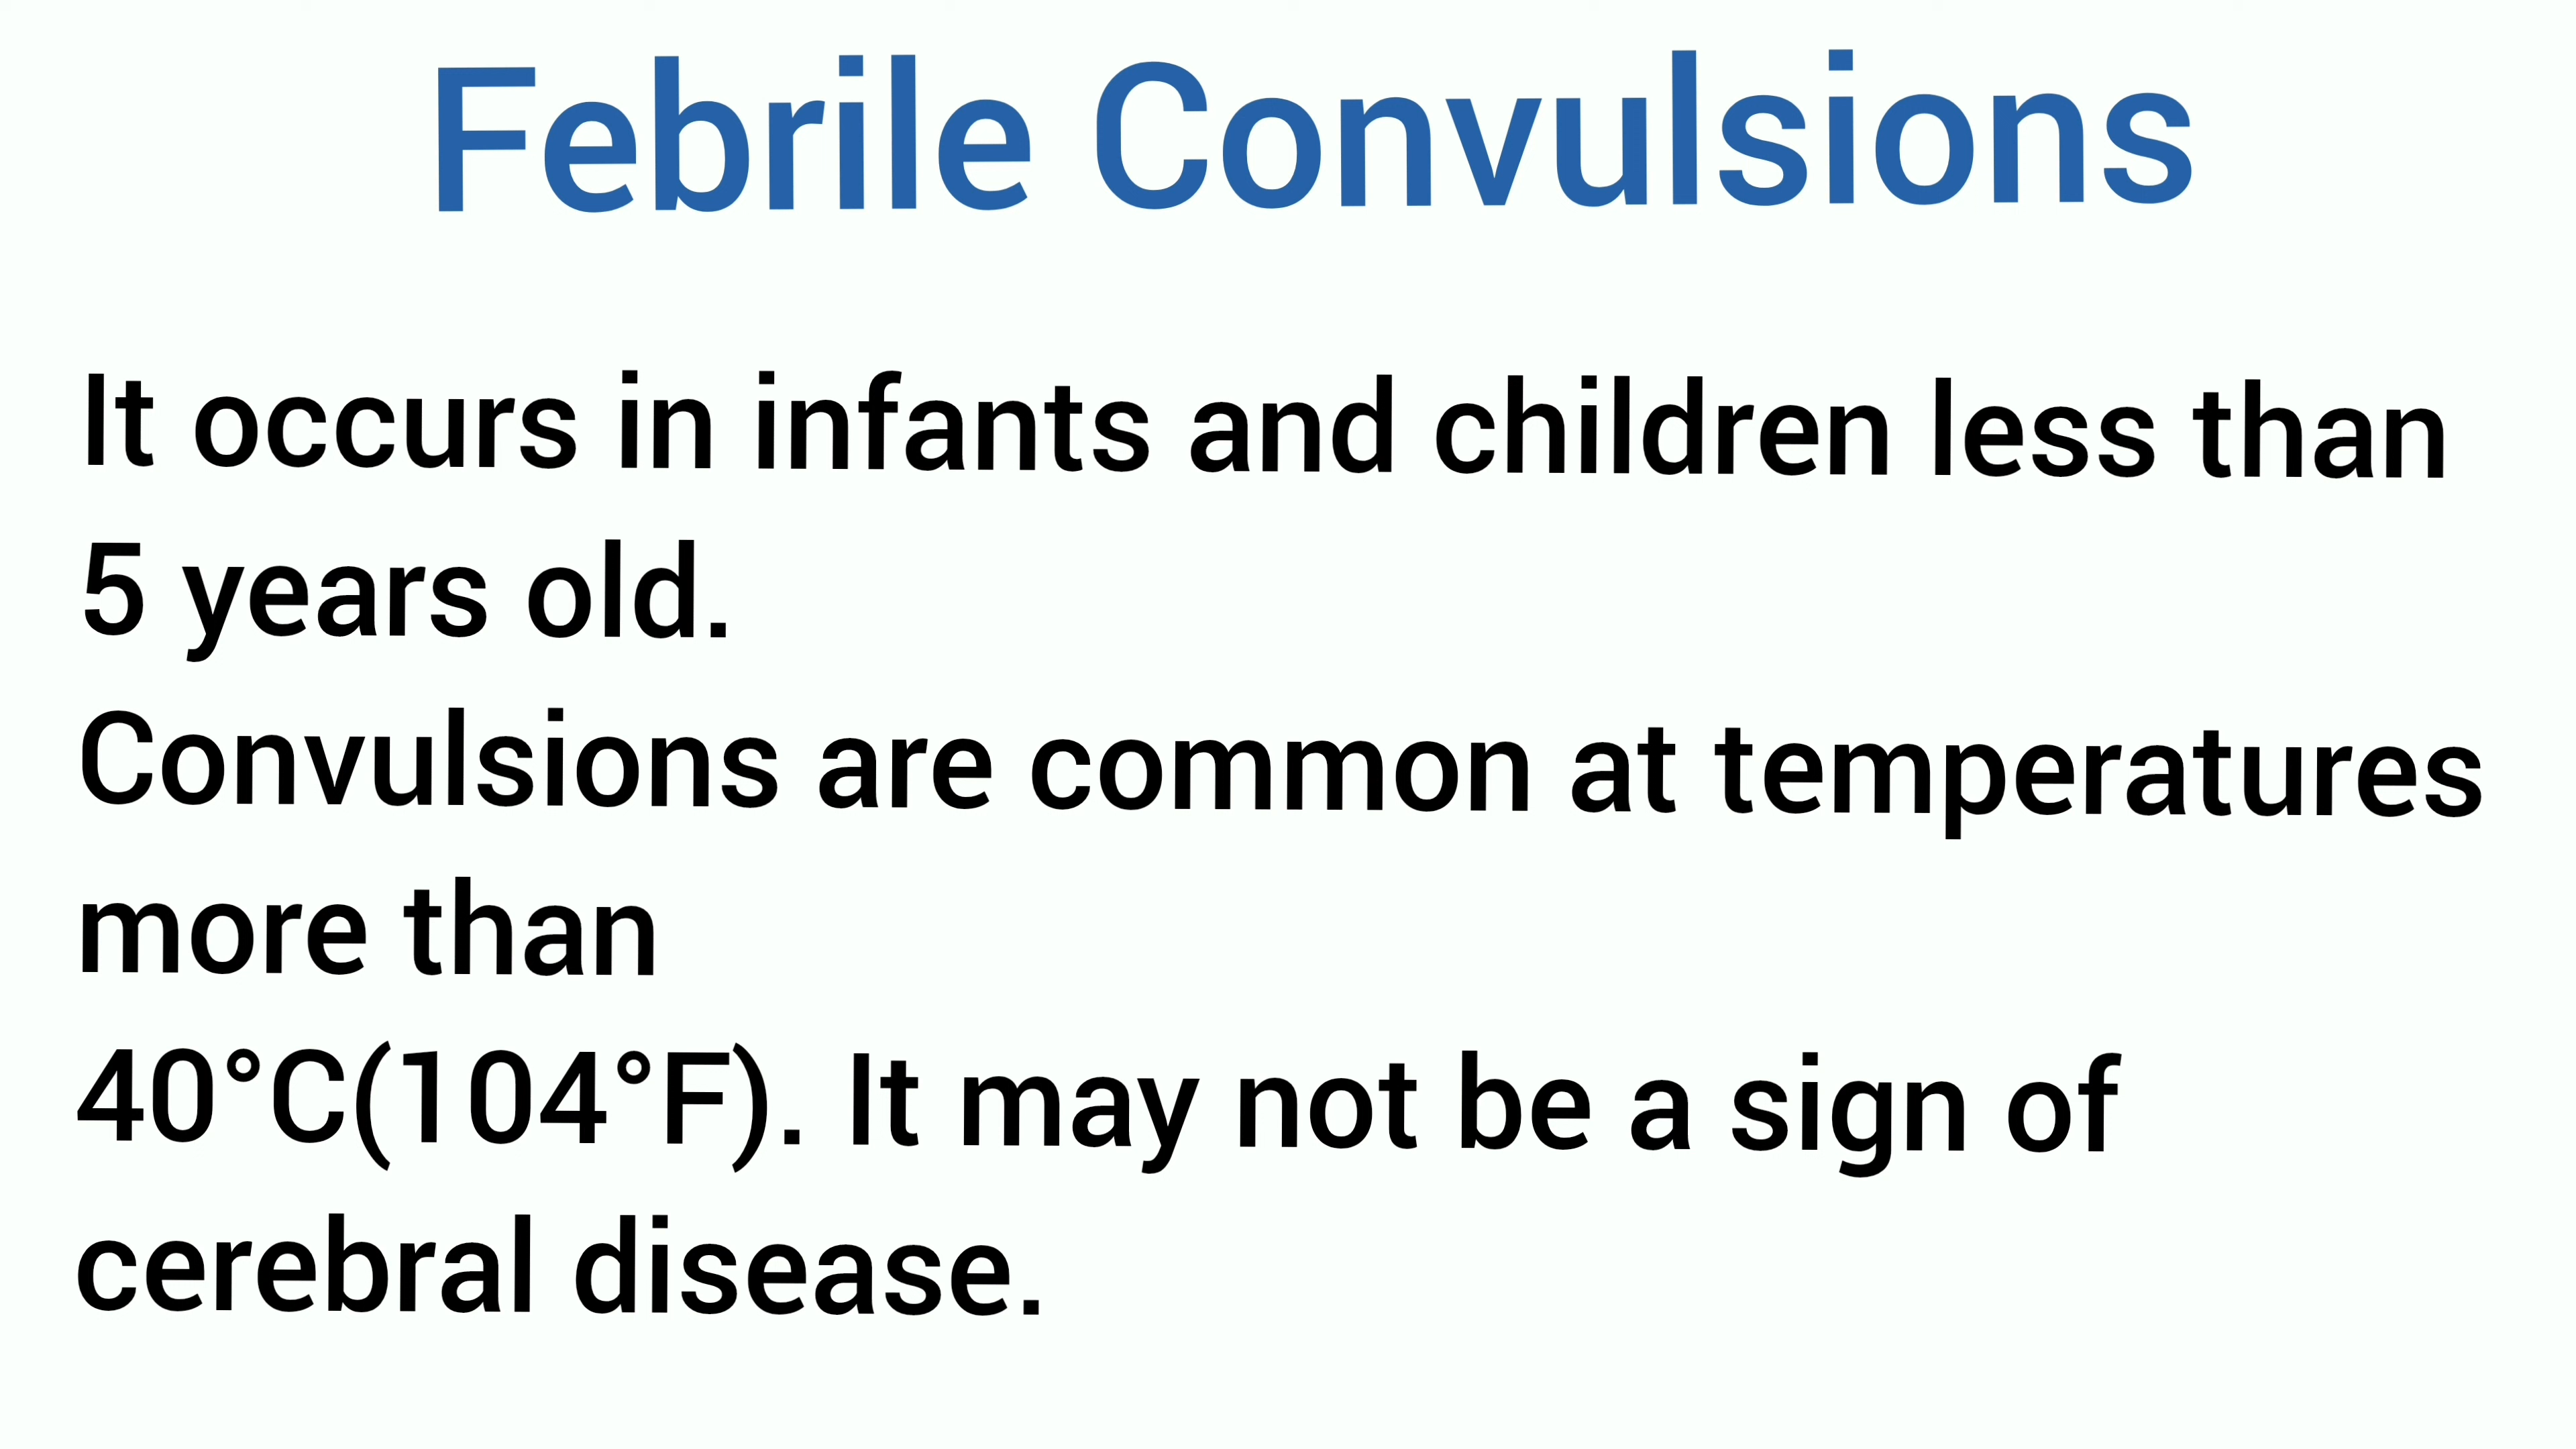 Febrile Convulsions
It occurs in infants and children less than
5 years old.
Convulsions are common at temperatures
more than
40°C(104°F). It may not be a sign of
cerebral disease.